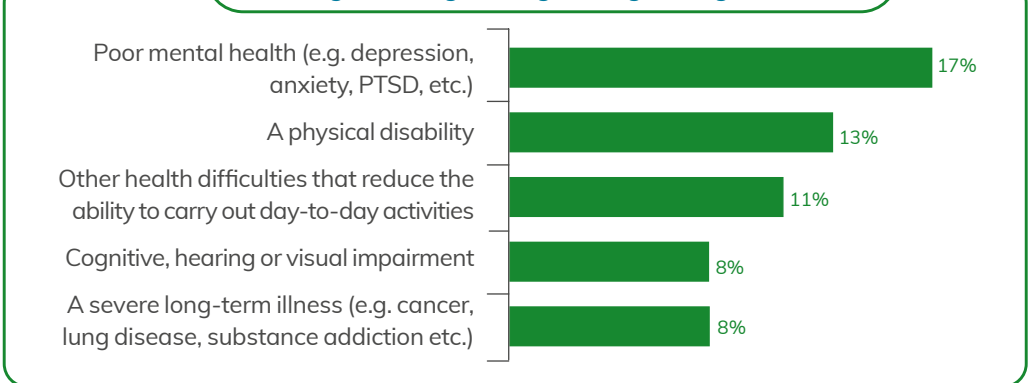 Poor mental health (e.g. depression,
anxiety, PTSD, etc.)
17%
A physical disability
13%
Other health difficulties that reduce the
ability to carry out day-to-day activities
11%
Cognitive, hearing or visual impairment
8%
A severe long-term illness (e.g. cancer,
lung disease, substance addiction etc.)
8%